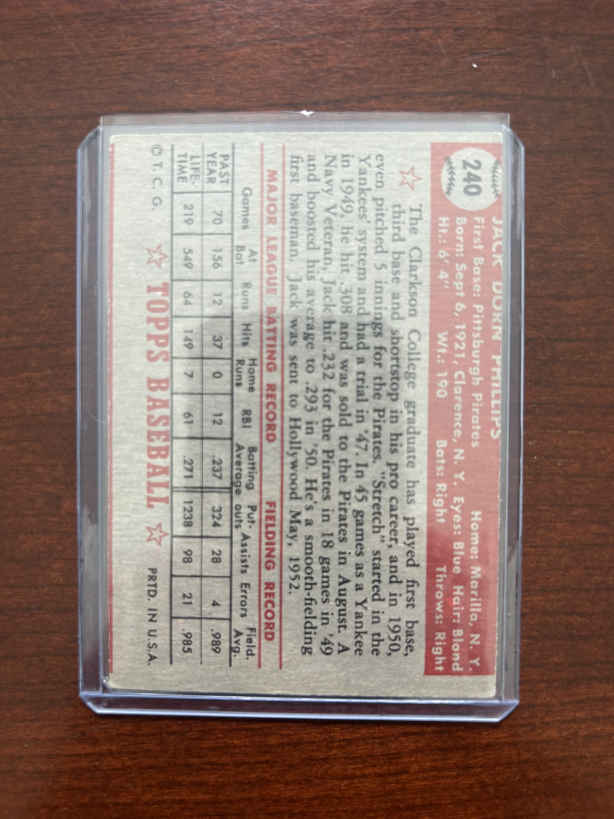 240
JACK DORN PHILLIPS
First Base: Pittsburgh Pirates Home: Marilla, N. Y.
Born: Sept 6, 1921, Clarence, N. Y. Eyes: Blue Hair: Blond
Ht.: 6' 4" Wt.: 190 Bats: Right Throws: Right
The Clarkson College graduate has played first base,
third base and shortstop in his pro career, and in 1950,
even pitched 5 innings for the Pirates. "Stretch" started in the
Yankees' system and had a trial in '47. In 45 games as a Yankee
in 1949, he hit .308 and was sold to the Pirates in August. A
Navy Veteran, Jack hit .232 for the Pirates in 18 games in '49
and boosted his average to .293 in '50. He's a smooth-fielding
first baseman. Jack was sent to Hollywood May, 1952.
MAJOR LEAGUE BATTING RECORD FIELDING RECORD
Games At Bat Runs Hits Home Runs RBI Batting Average Put-outs Assists Errors Field. Avg.
PAST YEAR 70 156 12 37 0 12 .237 324 28 4 .989
LIFE-TIME 219 549 64 149 7 61 .271 1238 98 21 .985
© T. C. G. ☆ TOPPS BASEBALL ☆ PRTD. IN U.S.A.